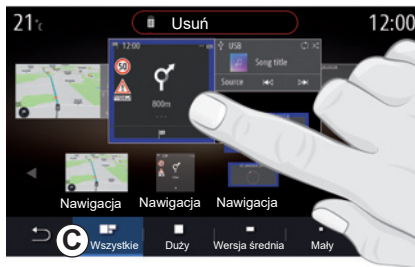 21°c
Usuń
12:00
12:00
USB
50
Song title
Source
800m
Nawigacja
Nawigacja
Nawigacja
C
Wszystkie
Duży
Wersja średnia
Mały